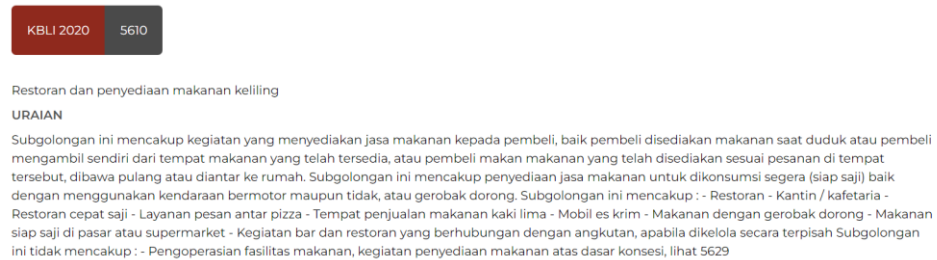 KBLI 2020 5610
Restoran dan penyediaan makanan keliling
URAIAN
Subgolongan ini mencakup kegiatan yang menyediakan jasa makanan kepada pembeli, baik pembeli disediakan makanan saat duduk atau pembeli
mengambil sendiri dari tempat makanan yang telah tersedia, atau pembeli makan makanan yang telah disediakan sesuai pesanan di tempat
tersebut, dibawa pulang atau diantar ke rumah. Subgolongan ini mencakup penyediaan jasa makanan untuk dikonsumsi segera (siap saji) baik
dengan menggunakan kendaraan bermotor maupun tidak, atau gerobak dorong. Subgolongan ini mencakup : - Restoran - Kantin / kafetaria -
Restoran cepat saji - Layanan pesan antar pizza - Tempat penjualan makanan kaki lima - Mobil es krim - Makanan dengan gerobak dorong - Makanan
siap saji di pasar atau supermarket - Kegiatan bar dan restoran yang berhubungan dengan angkutan, apabila dikelola secara terpisah Subgolongan
ini tidak mencakup : - Pengoperasian fasilitas makanan, kegiatan penyediaan makanan atas dasar konsesi, lihat 5629